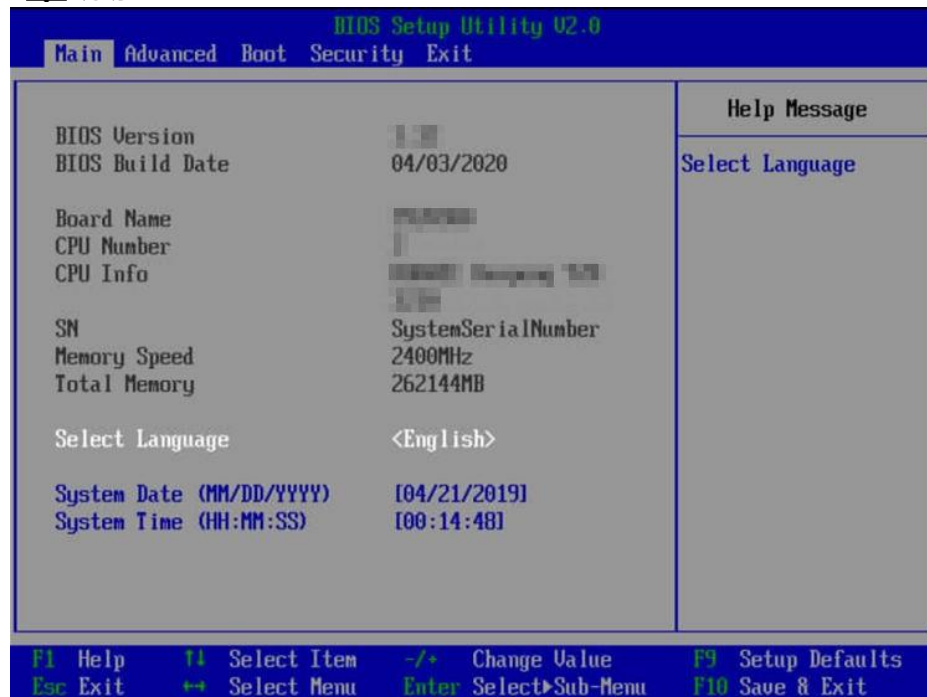 BIOS Setup Utility V2.0
Main Advanced Boot Security Exit
Help Message
Select Language
BIOS Version
BIOS Build Date 04/03/2020
Board Name
CPU Number
CPU Info
SN SystemSerialNumber
Memory Speed 2400MHz
Total Memory 262144MB
Select Language <English>
System Date (MM/DD/YYYY) [04/21/2019]
System Time (HH:MM:SS) [00:14:48]
F1 Help ↑↓ Select Item -/+ Change Value F9 Setup Defaults
Esc Exit ←→ Select Menu Enter Select▶Sub-Menu F10 Save & Exit